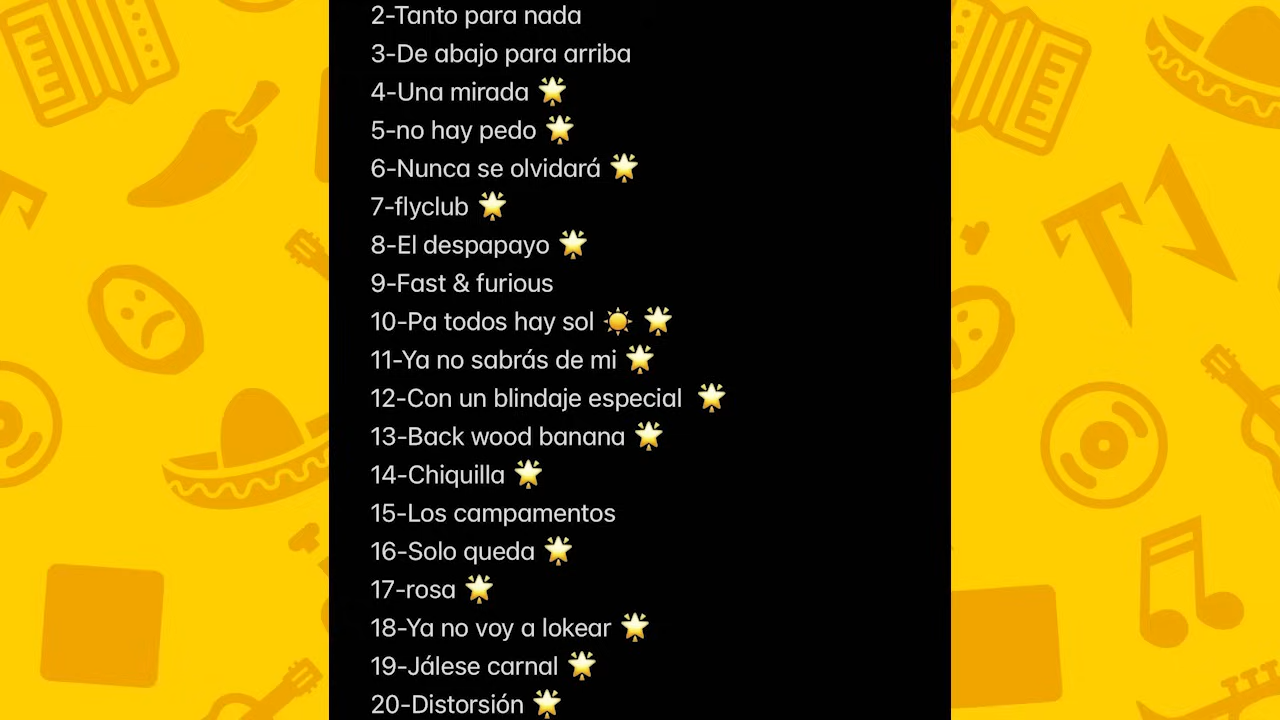 2-Tanto para nada
3-De abajo para arriba
4-Una mirada 🌟
5-no hay pedo 🌟
6-Nunca se olvidará 🌟
7-flyclub 🌟
8-El despapayo 🌟
9-Fast & furious
10-Pa todos hay sol ☀️ 🌟
11-Ya no sabrás de mi 🌟
12-Con un blindaje especial 🌟
13-Back wood banana 🌟
14-Chiquilla 🌟
15-Los campamentos
16-Solo queda 🌟
17-rosa 🌟
18-Ya no voy a lokear 🌟
19-Jálese carnal 🌟
20-Distorsión 🌟